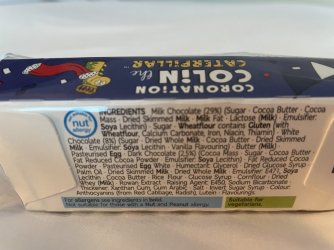 CORONATION
COLIN the
CATERPILLAR™
nut
allergy
INGREDIENTS Milk Chocolate (29%) (Sugar · Cocoa Butter · Cocoa
Mass · Dried Skimmed Milk · Milk Fat · Lactose (Milk) · Emulsifier:
Soya Lecithin) · Sugar · Wheatflour contains Gluten (with
Wheatflour, Calcium Carbonate, Iron, Niacin, Thiamin) · White
Chocolate (8%) (Sugar · Dried Whole Milk · Cocoa Butter · Dried Skimmed
Milk · Emulsifier: Soya Lecithin · Vanilla Flavouring) · Butter (Milk) ·
Pasteurised Egg · Dark Chocolate (2.5%) (Cocoa Mass · Sugar · Cocoa Butter ·
Fat Reduced Cocoa Powder · Emulsifier: Soya Lecithin) · Fat Reduced Cocoa
Powder · Pasteurised Egg White · Humectant: Glycerol · Dried Glucose Syrup ·
Palm Oil · Dried Skimmed Milk · Dried Whole Milk · Emulsifier: E471, Soya
Lecithin · Cocoa Butter · Rice Flour · Glucose Syrup · Cornflour · Dried
Whey (Milk) · Rowan Extract · Raising Agent: E450, Sodium Bicarbonate ·
Thickener: Xanthan Gum, Gum Arabic · Salt · Invert Sugar Syrup · Colour:
Anthocyanins (from Red Cabbage, Radish), Lutein · Flavourings.
For allergens see ingredients in bold.
Not suitable for those with a Nut and Peanut allergy.
Suitable for
vegetarians.